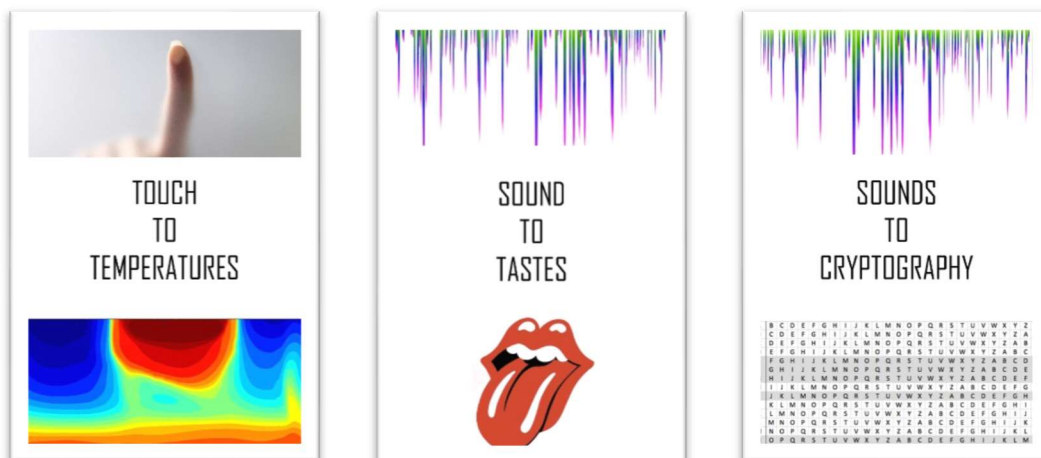 TOUCH
TO
TEMPERATURES
SOUND
TO
TASTES
SOUNDS
TO
CRYPTOGRAPHY
B C D E F G H I J K L M N O P Q R S T U V W X Y Z
C D E F G H I J K L M N O P Q R S T U V W X Y Z A
D E F G H I J K L M N O P Q R S T U V W X Y Z A B
E F G H I J K L M N O P Q R S T U V W X Y Z A B C
F G H I J K L M N O P Q R S T U V W X Y Z A B C D
G H I J K L M N O P Q R S T U V W X Y Z A B C D E
H I J K L M N O P Q R S T U V W X Y Z A B C D E F
I J K L M N O P Q R S T U V W X Y Z A B C D E F G
J K L M N O P Q R S T U V W X Y Z A B C D E F G H
K L M N O P Q R S T U V W X Y Z A B C D E F G H I
L M N O P Q R S T U V W X Y Z A B C D E F G H I J
M N O P Q R S T U V W X Y Z A B C D E F G H I J K
N O P Q R S T U V W X Y Z A B C D E F G H I J K L
O P Q R S T U V W X Y Z A B C D E F G H I J K L M